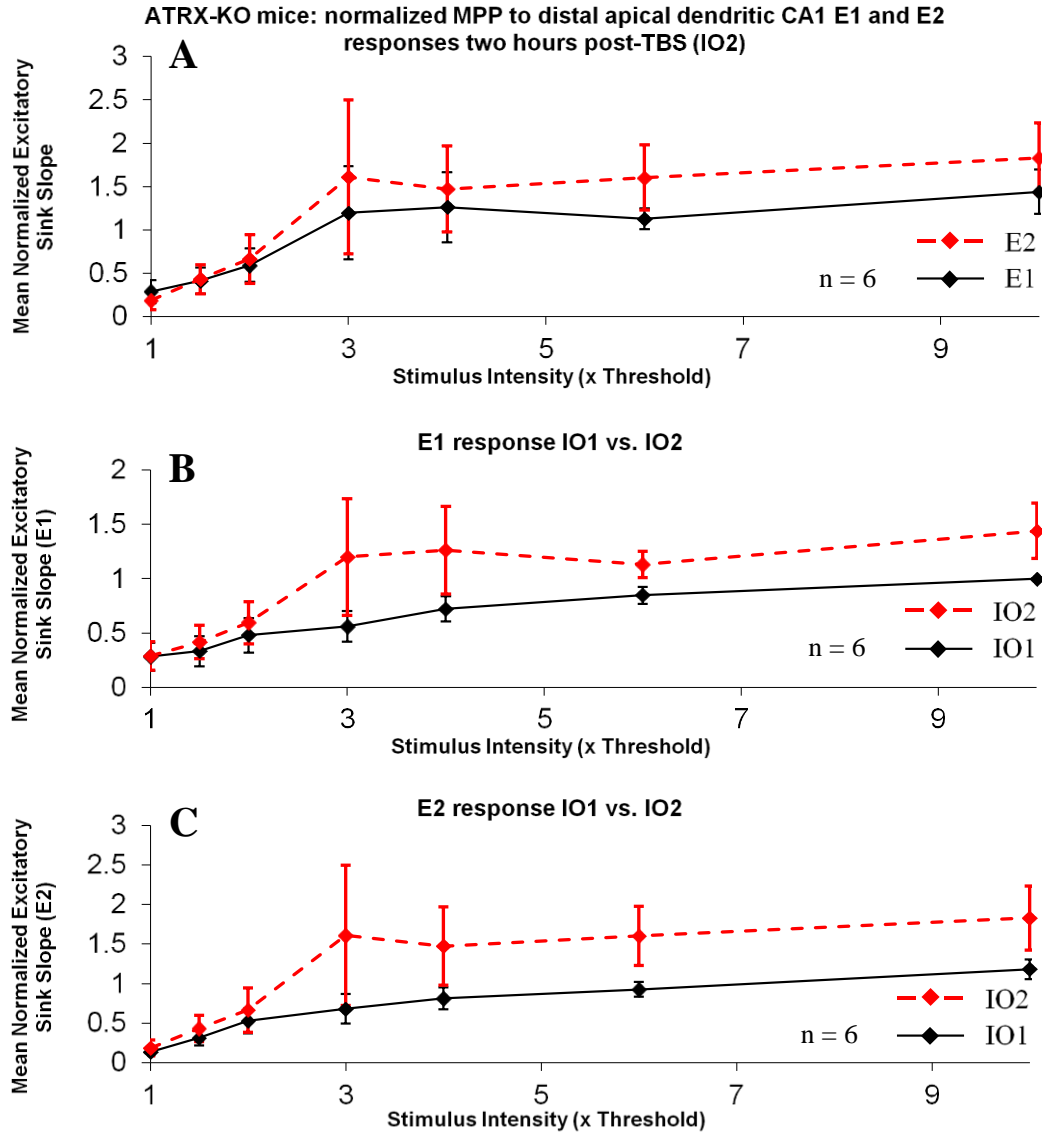 ATRX-KO mice: normalized MPP to distal apical dendritic CA1 E1 and E2
responses two hours post-TBS (IO2)
A
Mean Normalized Excitatory
Sink Slope
3
2.5
2
1.5
1
0.5
0
E2
n = 6
E1
1
3
5
7
9
Stimulus Intensity (x Threshold)
E1 response IO1 vs. IO2
B
Mean Normalized Excitatory
Sink Slope (E1)
2
1.5
1
0.5
0
IO2
n = 6
IO1
1
3
5
7
9
Stimulus Intensity (x Threshold)
E2 response IO1 vs. IO2
C
Mean Normalized Excitatory
Sink Slope (E2)
3
2.5
2
1.5
1
0.5
0
IO2
n = 6
IO1
1
3
5
7
9
Stimulus Intensity (x Threshold)